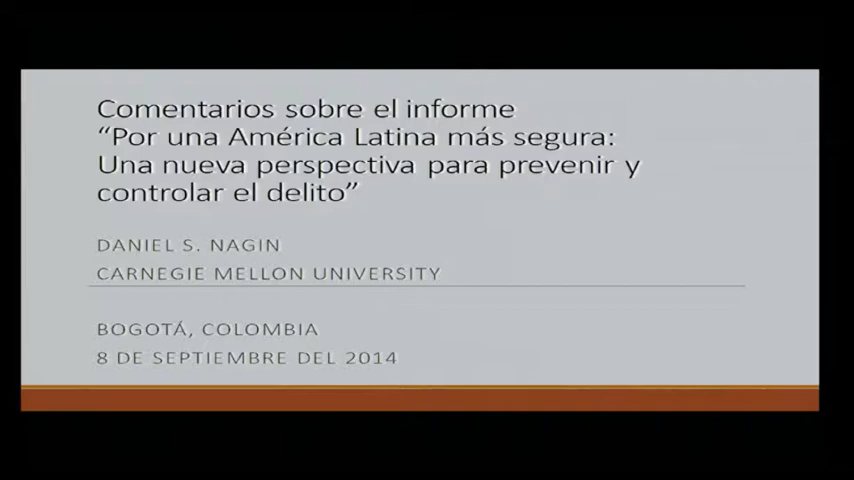 Comentarios sobre el informe
“Por una América Latina más segura:
Una nueva perspectiva para prevenir y
controlar el delito”
DANIEL S. NAGIN
CARNEGIE MELLON UNIVERSITY
BOGOTÁ, COLOMBIA
8 DE SEPTIEMBRE DEL 2014